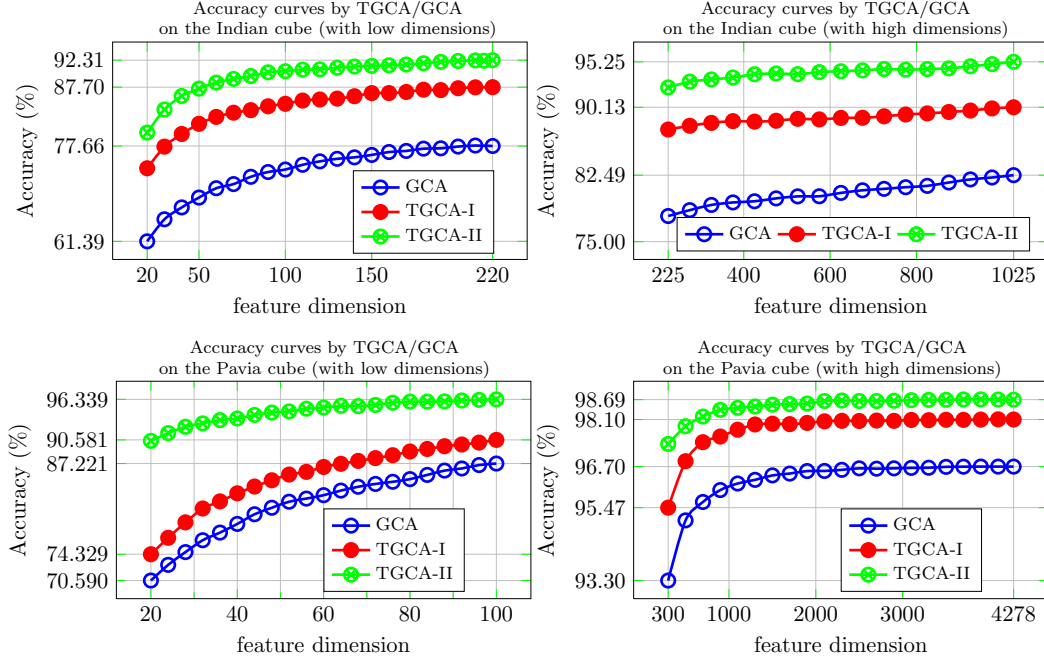 Accuracy curves by TGCA/GCA
on the Indian cube (with low dimensions)
92.31
87.70
77.66
61.39
Accuracy (%)
GCA
TGCA-I
TGCA-II
20 50 100 150 220
feature dimension
Accuracy curves by TGCA/GCA
on the Indian cube (with high dimensions)
95.25
90.13
82.49
75.00
Accuracy (%)
GCA TGCA-I TGCA-II
225 400 600 800 1025
feature dimension
Accuracy curves by TGCA/GCA
on the Pavia cube (with low dimensions)
96.339
90.581
87.221
74.329
70.590
Accuracy (%)
GCA
TGCA-I
TGCA-II
20 40 60 80 100
feature dimension
Accuracy curves by TGCA/GCA
on the Pavia cube (with high dimensions)
98.69
98.10
96.70
95.47
93.30
Accuracy (%)
GCA
TGCA-I
TGCA-II
300 1000 2000 3000 4278
feature dimension